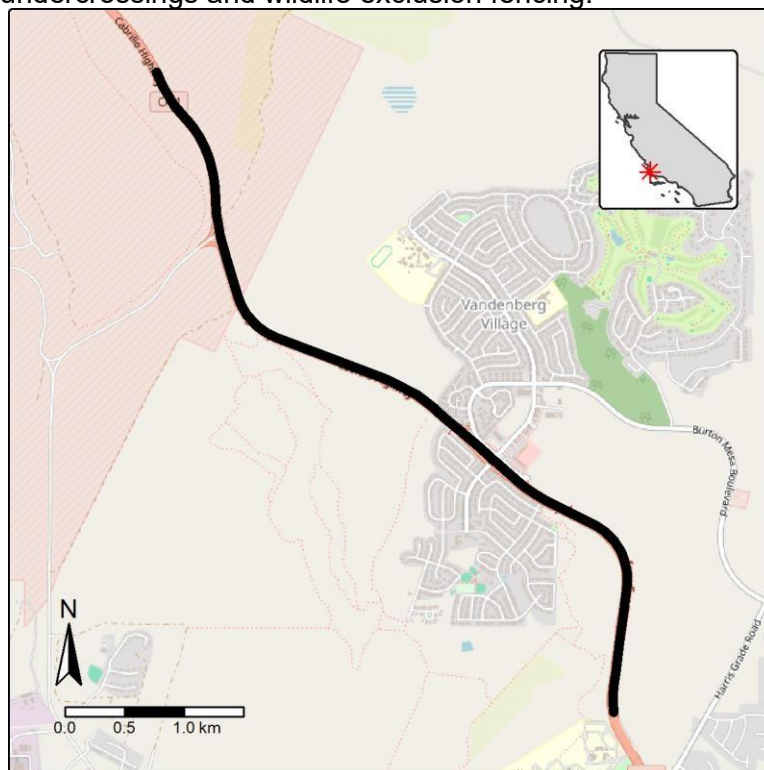 undercrossings and wildlife exclusion fencing.
Cabrillo High
Vandenberg
Village
Burton Mesa Boulevard
Harris Grade Road
N
0.0 0.5 1.0 km